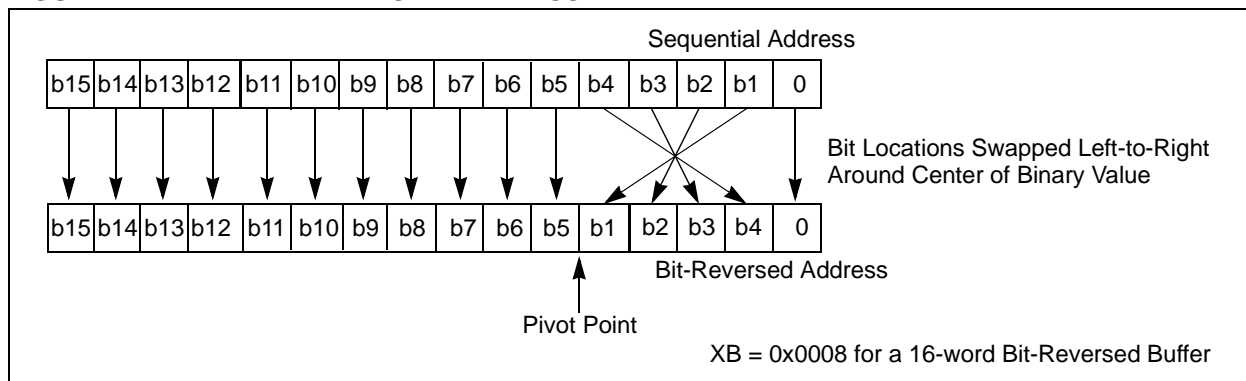 Sequential Address
b15 b14 b13 b12 b11 b10 b9 b8 b7 b6 b5 b4 b3 b2 b1 0
Bit Locations Swapped Left-to-Right
Around Center of Binary Value
b15 b14 b13 b12 b11 b10 b9 b8 b7 b6 b5 b1 b2 b3 b4 0
Bit-Reversed Address
Pivot Point
XB = 0x0008 for a 16-word Bit-Reversed Buffer